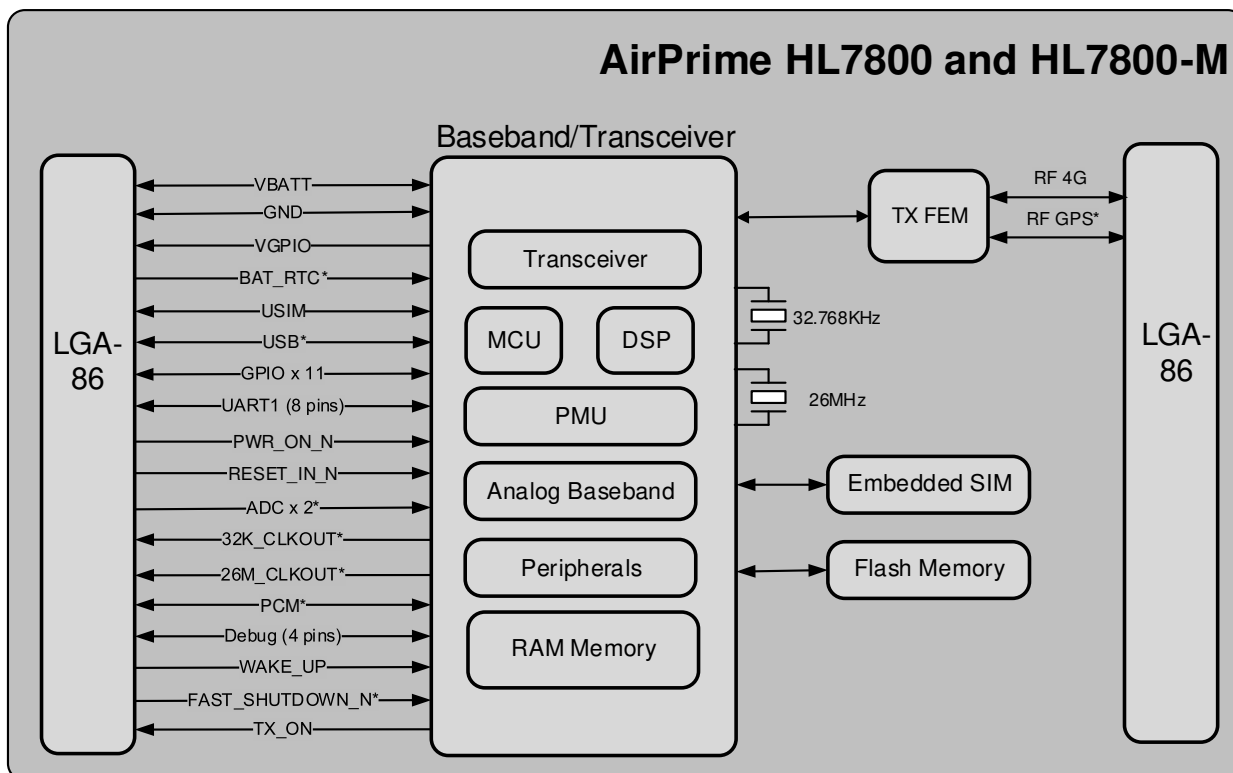 AirPrime HL7800 and HL7800-M
Baseband/Transceiver
LGA-
86
VBATT
GND
VGPIO
BAT_RTC*
USIM
USB*
GPIO x 11
UART1 (8 pins)
PWR_ON_N
RESET_IN_N
ADC x 2*
32K_CLKOUT*
26M_CLKOUT*
PCM*
Debug (4 pins)
WAKE_UP
FAST_SHUTDOWN_N*
TX_ON
Transceiver
MCU
DSP
PMU
Analog Baseband
Peripherals
RAM Memory
TX FEM
RF 4G
RF GPS*
32.768KHz
26MHz
Embedded SIM
Flash Memory
LGA-
86